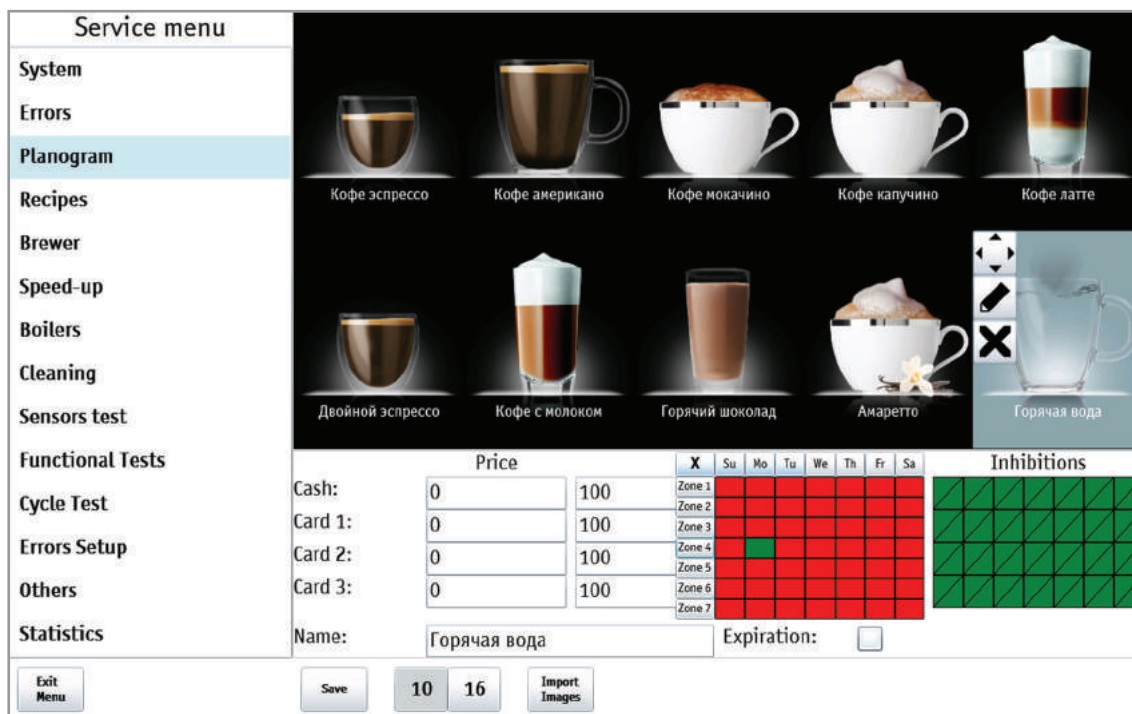 Service menu
System
Errors
Planogram
Recipes
Brewer
Speed-up
Boilers
Cleaning
Sensors test
Functional Tests
Cycle Test
Errors Setup
Others
Statistics
Exit
Menu
Кофе эспрессо Кофе американо Кофе мокачино Кофе капучино Кофе латте
Двойной эспрессо Кофе с молоком Горячий шоколад Амаретто Горячая вода
Price
Cash: 0 100
Card 1: 0 100
Card 2: 0 100
Card 3: 0 100
Name: Горячая вода
X Su Mo Tu We Th Fr Sa
Zone 1
Zone 2
Zone 3
Zone 4
Zone 5
Zone 6
Zone 7
Inhibitions
Expiration:
Save 10 16 Import
Images